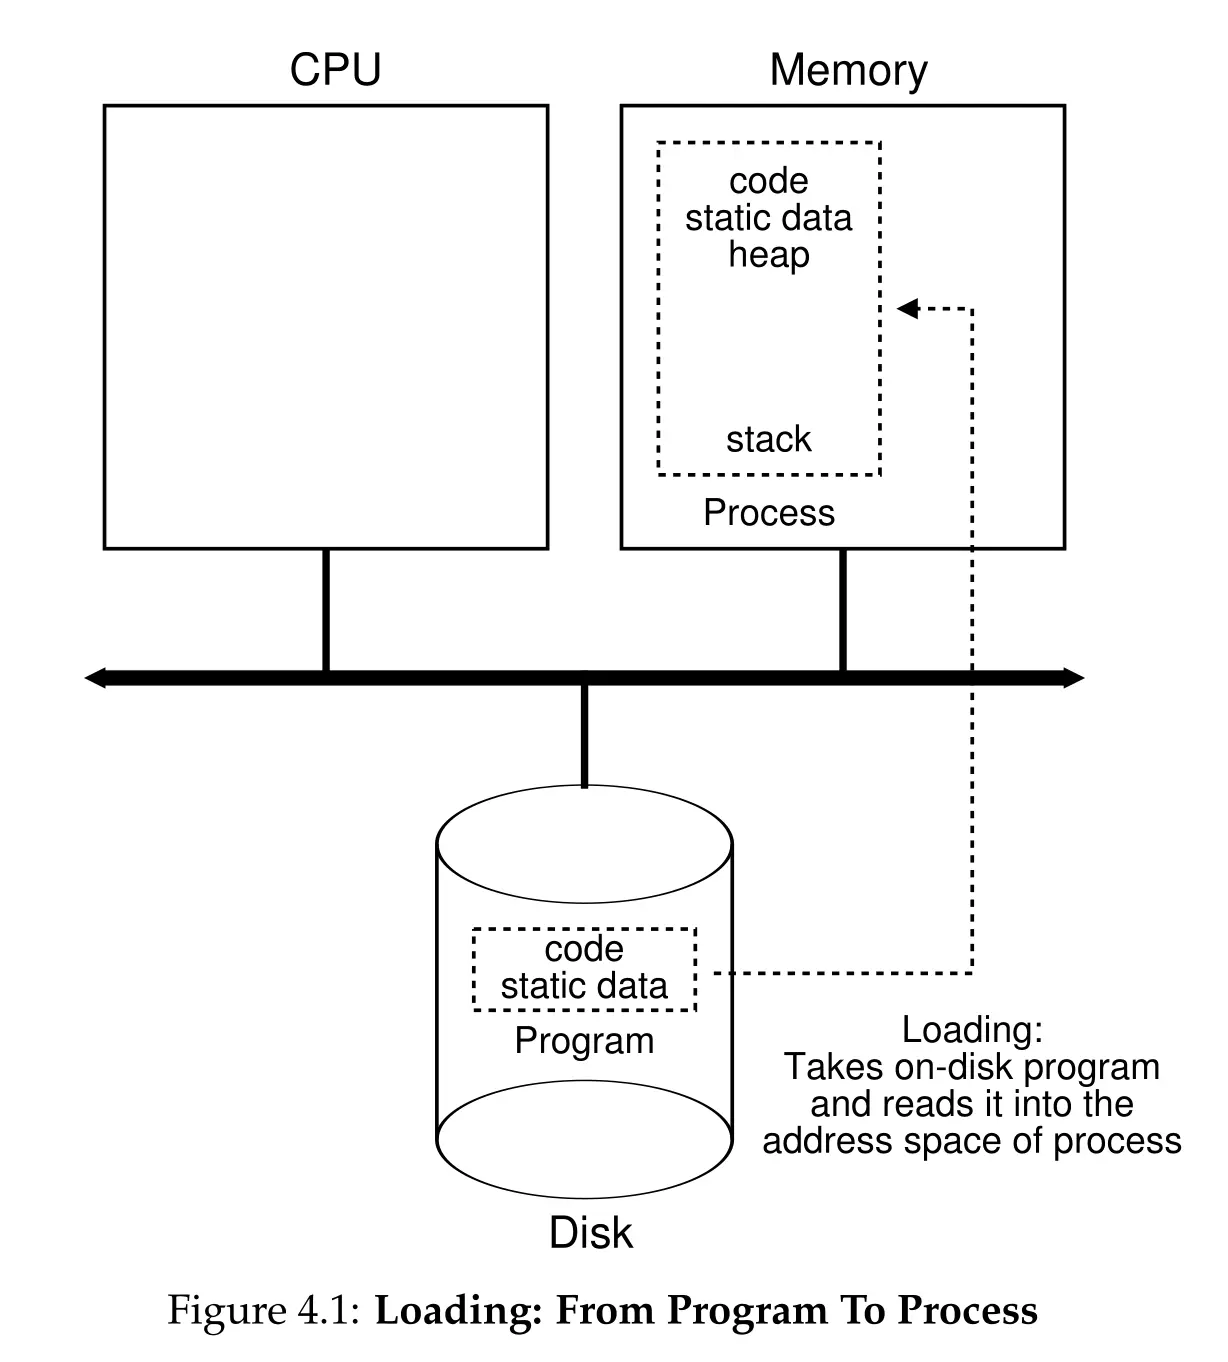 CPU
Memory
code
static data
heap
stack
Process
code
static data
Program
Loading:
Takes on-disk program
and reads it into the
address space of process
Disk
Figure 4.1: Loading: From Program To Process